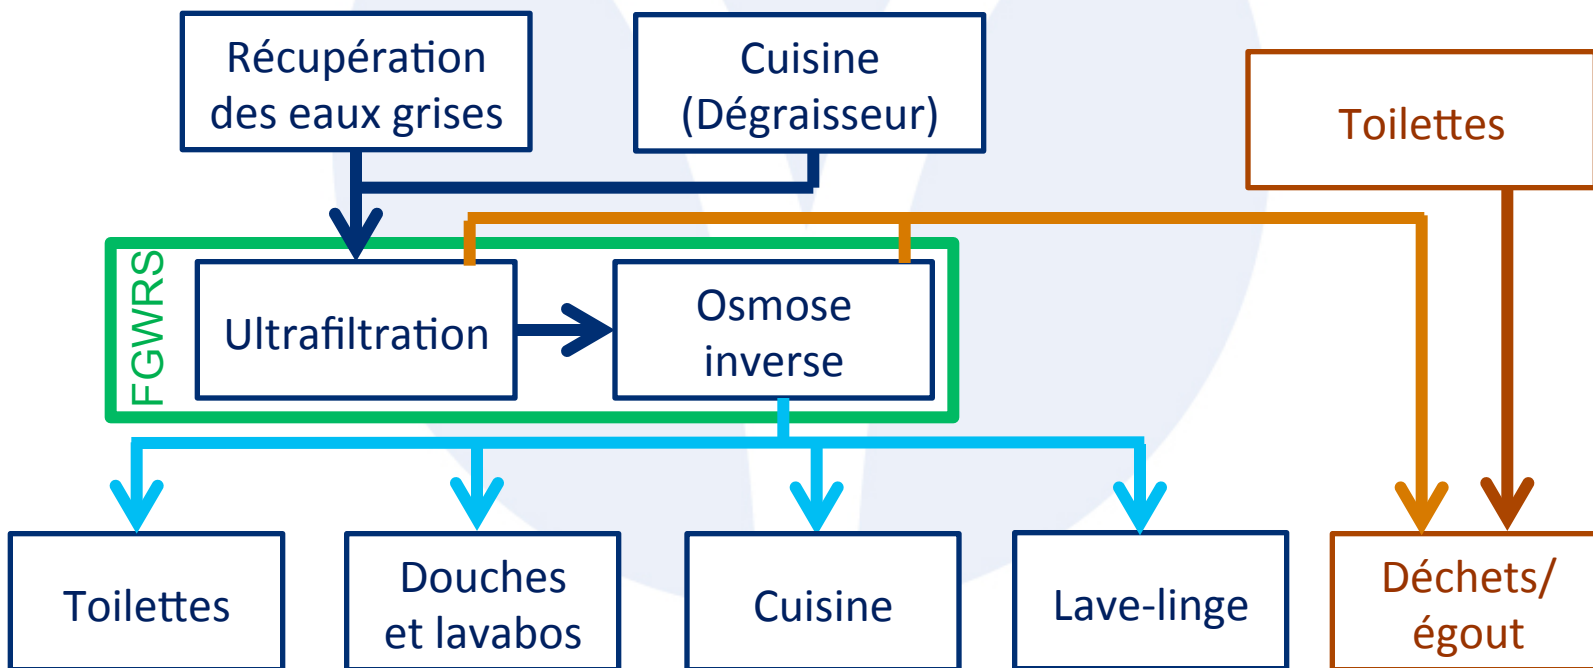 Récupération
des eaux grises
Cuisine
(Dégraisseur)
Toilettes
FGWRS
Ultrafiltration
Osmose
inverse
Toilettes
Douches
et lavabos
Cuisine
Lave-linge
Déchets/
égout